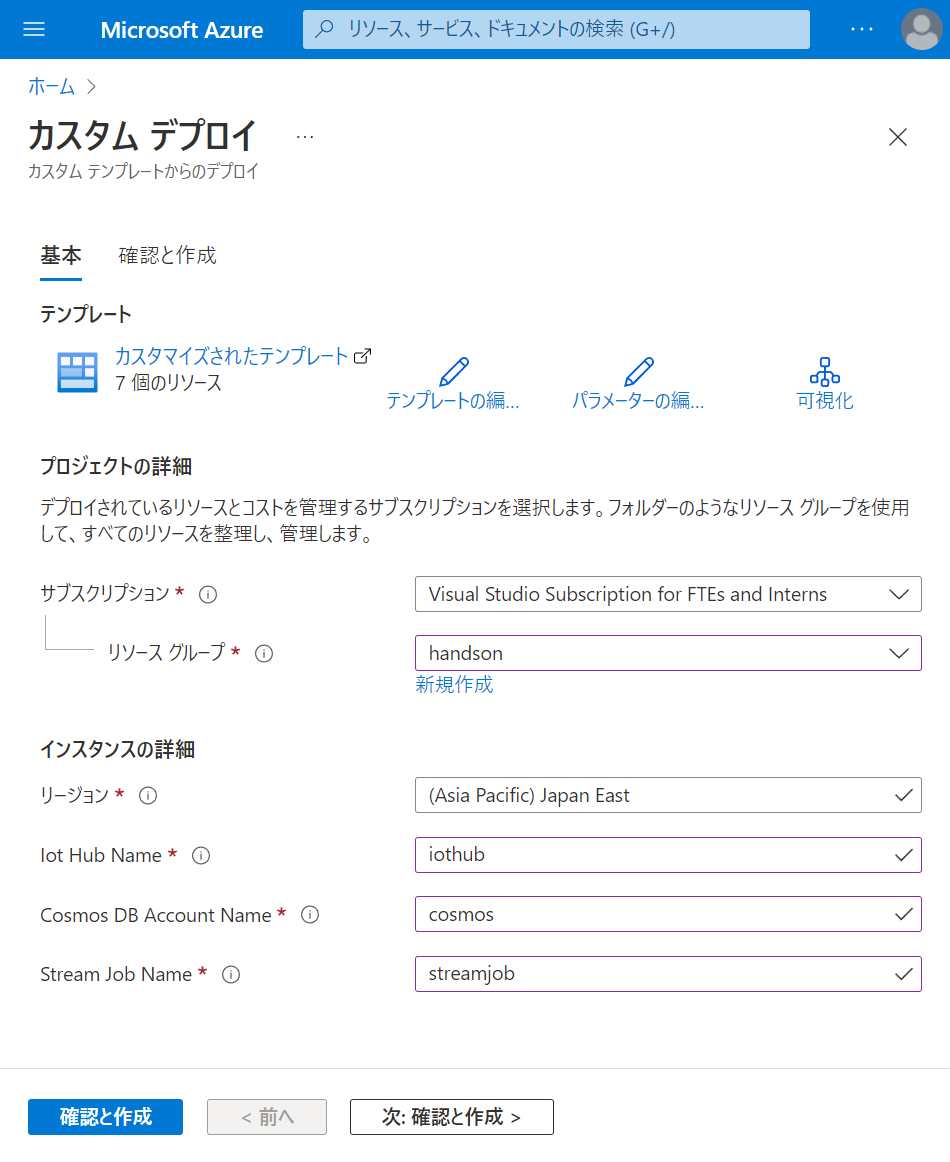 Microsoft Azure
リソース、サービス、ドキュメントの検索 (G+/)
ホーム >
カスタム デプロイ ...
カスタム テンプレートからのデプロイ
基本 確認と作成
テンプレート
カスタマイズされたテンプレート
7 個のリソース
テンプレートの編... パラメーターの編... 可視化
プロジェクトの詳細
デプロイされているリソースとコストを管理するサブスクリプションを選択します。フォルダーのようなリソース グループを使用
して、すべてのリソースを整理し、管理します。
サブスクリプション * Visual Studio Subscription for FTEs and Interns
リソース グループ * handson
新規作成
インスタンスの詳細
リージョン * (Asia Pacific) Japan East
Iot Hub Name * iothub
Cosmos DB Account Name * cosmos
Stream Job Name * streamjob
確認と作成 < 前へ 次: 確認と作成 >